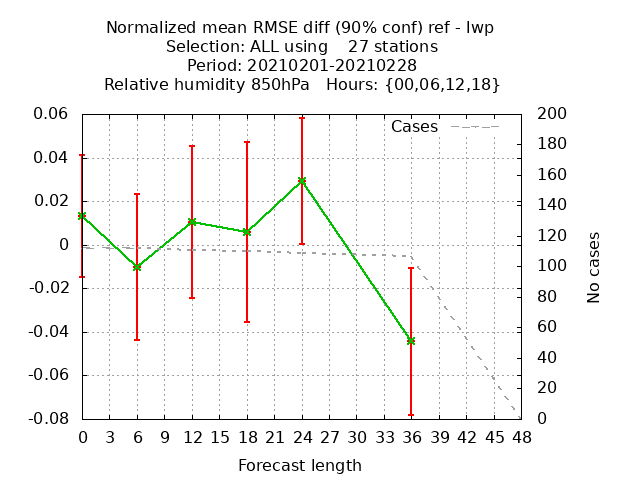 Normalized mean RMSE diff (90% conf) ref - lwp
Selection: ALL using    27 stations
Period: 20210201-20210228
Relative humidity 850hPa   Hours: {00,06,12,18}
Cases
0.06
0.04
0.02
0
-0.02
-0.04
-0.06
-0.08
200
180
160
140
120
100
80
60
40
20
0
No cases
0 3 6 9 12 15 18 21 24 27 30 33 36 39 42 45 48
Forecast length